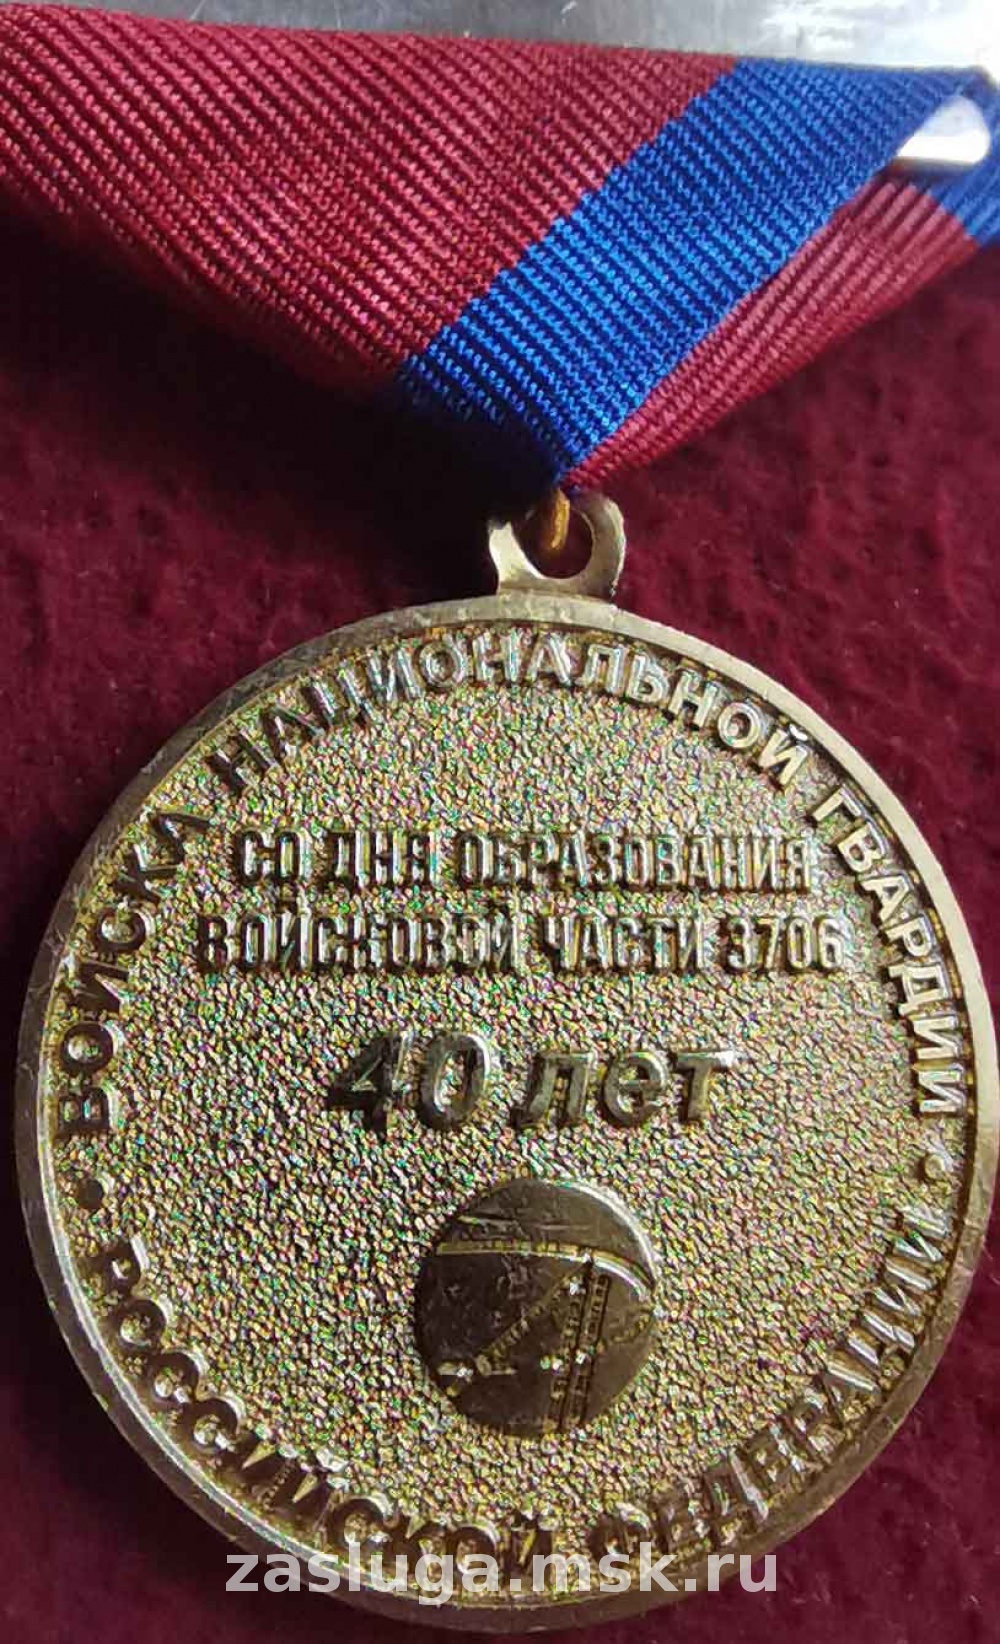 ВОЙСКА НАЦИОНАЛЬНОЙ ГВАРДИИ
СО ДНЯ ОБРАЗОВАНИЯ
ВОЙСКОВОЙ ЧАСТИ 3706
40 лет
РОССИЙСКОЙ ФЕДЕРАЦИИ
zasluga.msk.ru